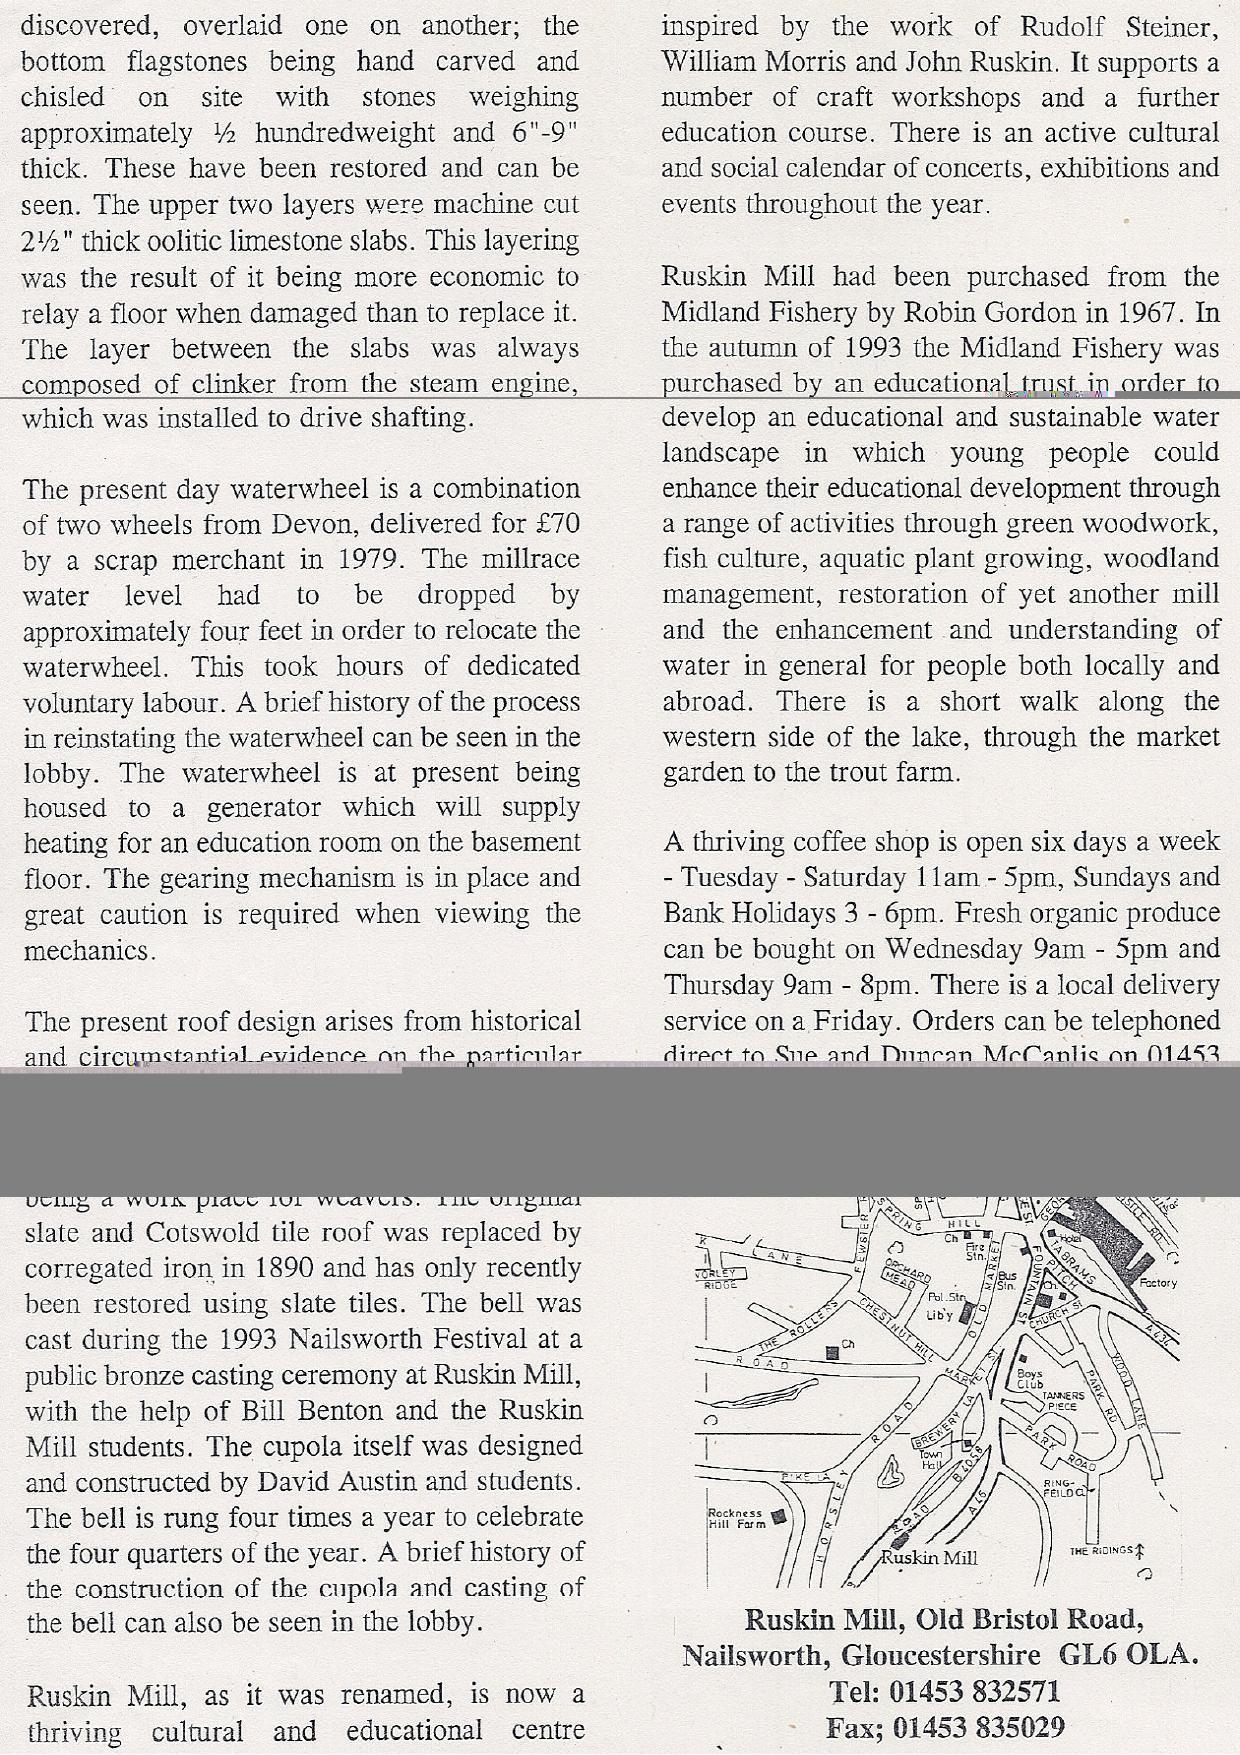 discovered, overlaid one on another; the
bottom flagstones being hand carved and
chisled on site with stones weighing
approximately ½ hundredweight and 6"-9"
thick. These have been restored and can be
seen. The upper two layers were machine cut
2½" thick oolitic limestone slabs. This layering
was the result of it being more economic to
relay a floor when damaged than to replace it.
The layer between the slabs was always
composed of clinker from the steam engine,
which was installed to drive shafting.
The present day waterwheel is a combination
of two wheels from Devon, delivered for £70
by a scrap merchant in 1979. The millrace
water level had to be dropped by
approximately four feet in order to relocate the
waterwheel. This took hours of dedicated
voluntary labour. A brief history of the process
in reinstating the waterwheel can be seen in the
lobby. The waterwheel is at present being
housed to a generator which will supply
heating for an education room on the basement
floor. The gearing mechanism is in place and
great caution is required when viewing the
mechanics.
The present roof design arises from historical
and circumstantial evidence on the particular
being a work place for weavers. The original
slate and Cotswold tile roof was replaced by
corregated iron in 1890 and has only recently
been restored using slate tiles. The bell was
cast during the 1993 Nailsworth Festival at a
public bronze casting ceremony at Ruskin Mill,
with the help of Bill Benton and the Ruskin
Mill students. The cupola itself was designed
and constructed by David Austin and students.
The bell is rung four times a year to celebrate
the four quarters of the year. A brief history of
the construction of the cupola and casting of
the bell can also be seen in the lobby.
Ruskin Mill, as it was renamed, is now a
thriving cultural and educational centre
inspired by the work of Rudolf Steiner,
William Morris and John Ruskin. It supports a
number of craft workshops and a further
education course. There is an active cultural
and social calendar of concerts, exhibitions and
events throughout the year.
Ruskin Mill had been purchased from the
Midland Fishery by Robin Gordon in 1967. In
the autumn of 1993 the Midland Fishery was
purchased by an educational trust in order to
develop an educational and sustainable water
landscape in which young people could
enhance their educational development through
a range of activities through green woodwork,
fish culture, aquatic plant growing, woodland
management, restoration of yet another mill
and the enhancement and understanding of
water in general for people both locally and
abroad. There is a short walk along the
western side of the lake, through the market
garden to the trout farm.
A thriving coffee shop is open six days a week
- Tuesday - Saturday 11am - 5pm, Sundays and
Bank Holidays 3 - 6pm. Fresh organic produce
can be bought on Wednesday 9am - 5pm and
Thursday 9am - 8pm. There is a local delivery
service on a Friday. Orders can be telephoned
direct to Sue and Duncan McCanlis on 01453
SPRING HILL
Ch
Fire
Stn.
Hotel
TABRAMS
PITCH
LANE
ORCHARD
MEAD
OLD MARKET
Bus
Stn.
FOUNTAIN ST
Ch.
Factory
RIDGE
Pol. Stn
Lib'y
CHURCH ST
A 434
THE ROLLESS
CHESTNUT HILL
ROAD
Ch
MARKET ST
Boys
Club
TANNERS
PIECE
PARK RD
WOOD LANE
ROAD
BREWERY LA
Town
Hall
PARK ROAD
PIKE LA
HORSLEY
B 4058
A 46
ROAD
RING-
FEILD
Rockness
Hill Farm
Ruskin Mill
THE RIDINGS
Ruskin Mill, Old Bristol Road,
Nailsworth, Gloucestershire GL6 OLA.
Tel: 01453 832571
Fax; 01453 835029